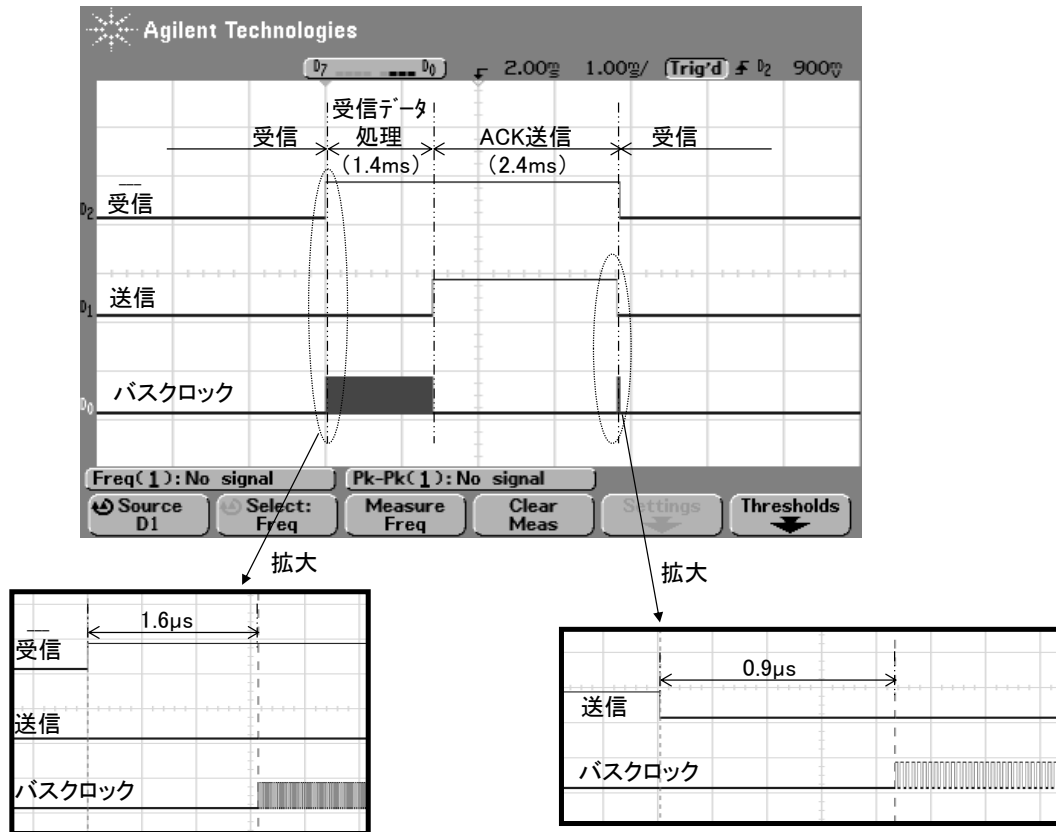 Agilent Technologies
D7 D0 2.00ms 1.00ms/ Trig'd D2 900mV
受信データ
処理
受信 ACK送信 受信
(1.4ms) (2.4ms)
D2 受信
D1 送信
D0 バスクロック
Freq(1): No signal Pk-Pk(1): No signal
Source
D1
Select:
Freq
Measure
Freq
Clear
Meas
Settings
Thresholds
拡大
拡大
1.6μs
受信
送信
バスクロック
0.9μs
送信
バスクロック